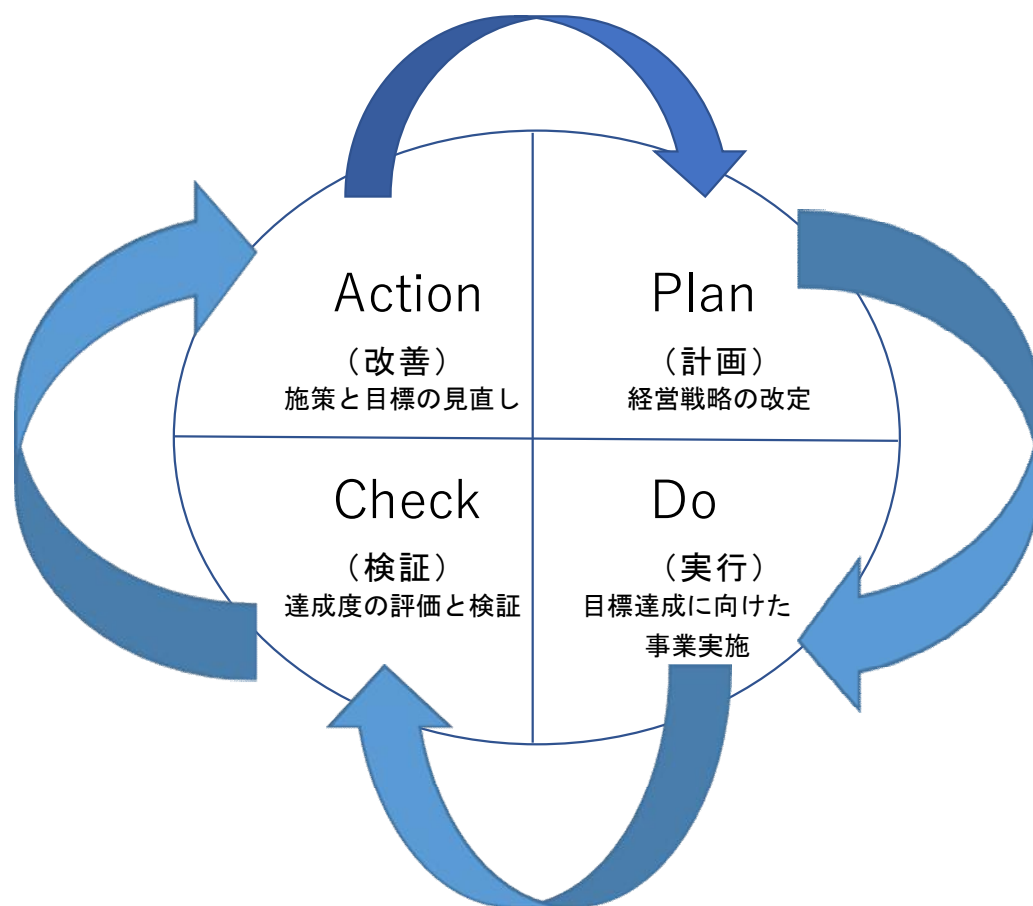 Action
（改善）
施策と目標の見直し
Plan
（計画）
経営戦略の改定
Check
（検証）
達成度の評価と検証
Do
（実行）
目標達成に向けた
事業実施